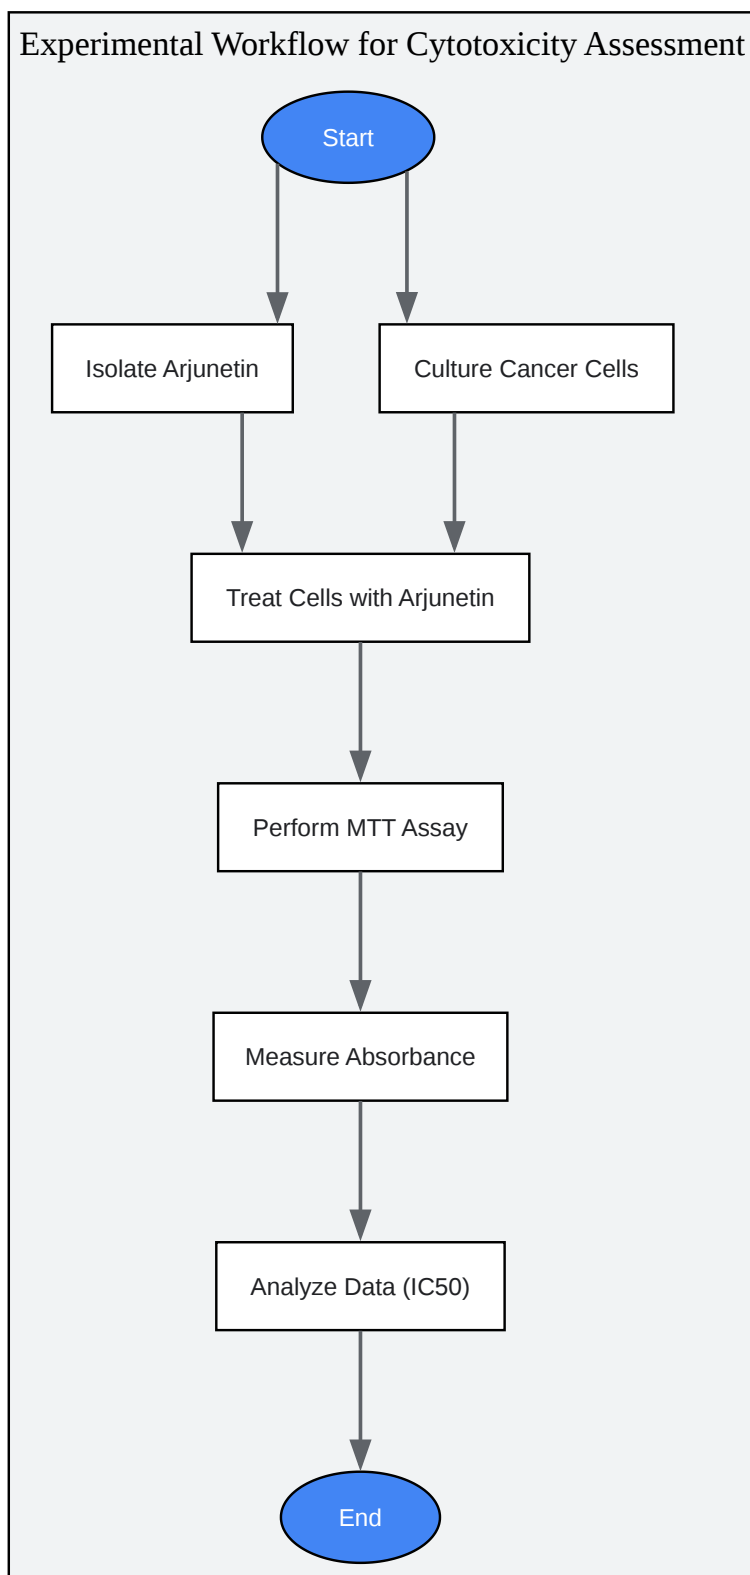 Experimental Workflow for Cytotoxicity Assessment
Start
Isolate Arjunetin
Culture Cancer Cells
Treat Cells with Arjunetin
Perform MTT Assay
Measure Absorbance
Analyze Data (IC50)
End